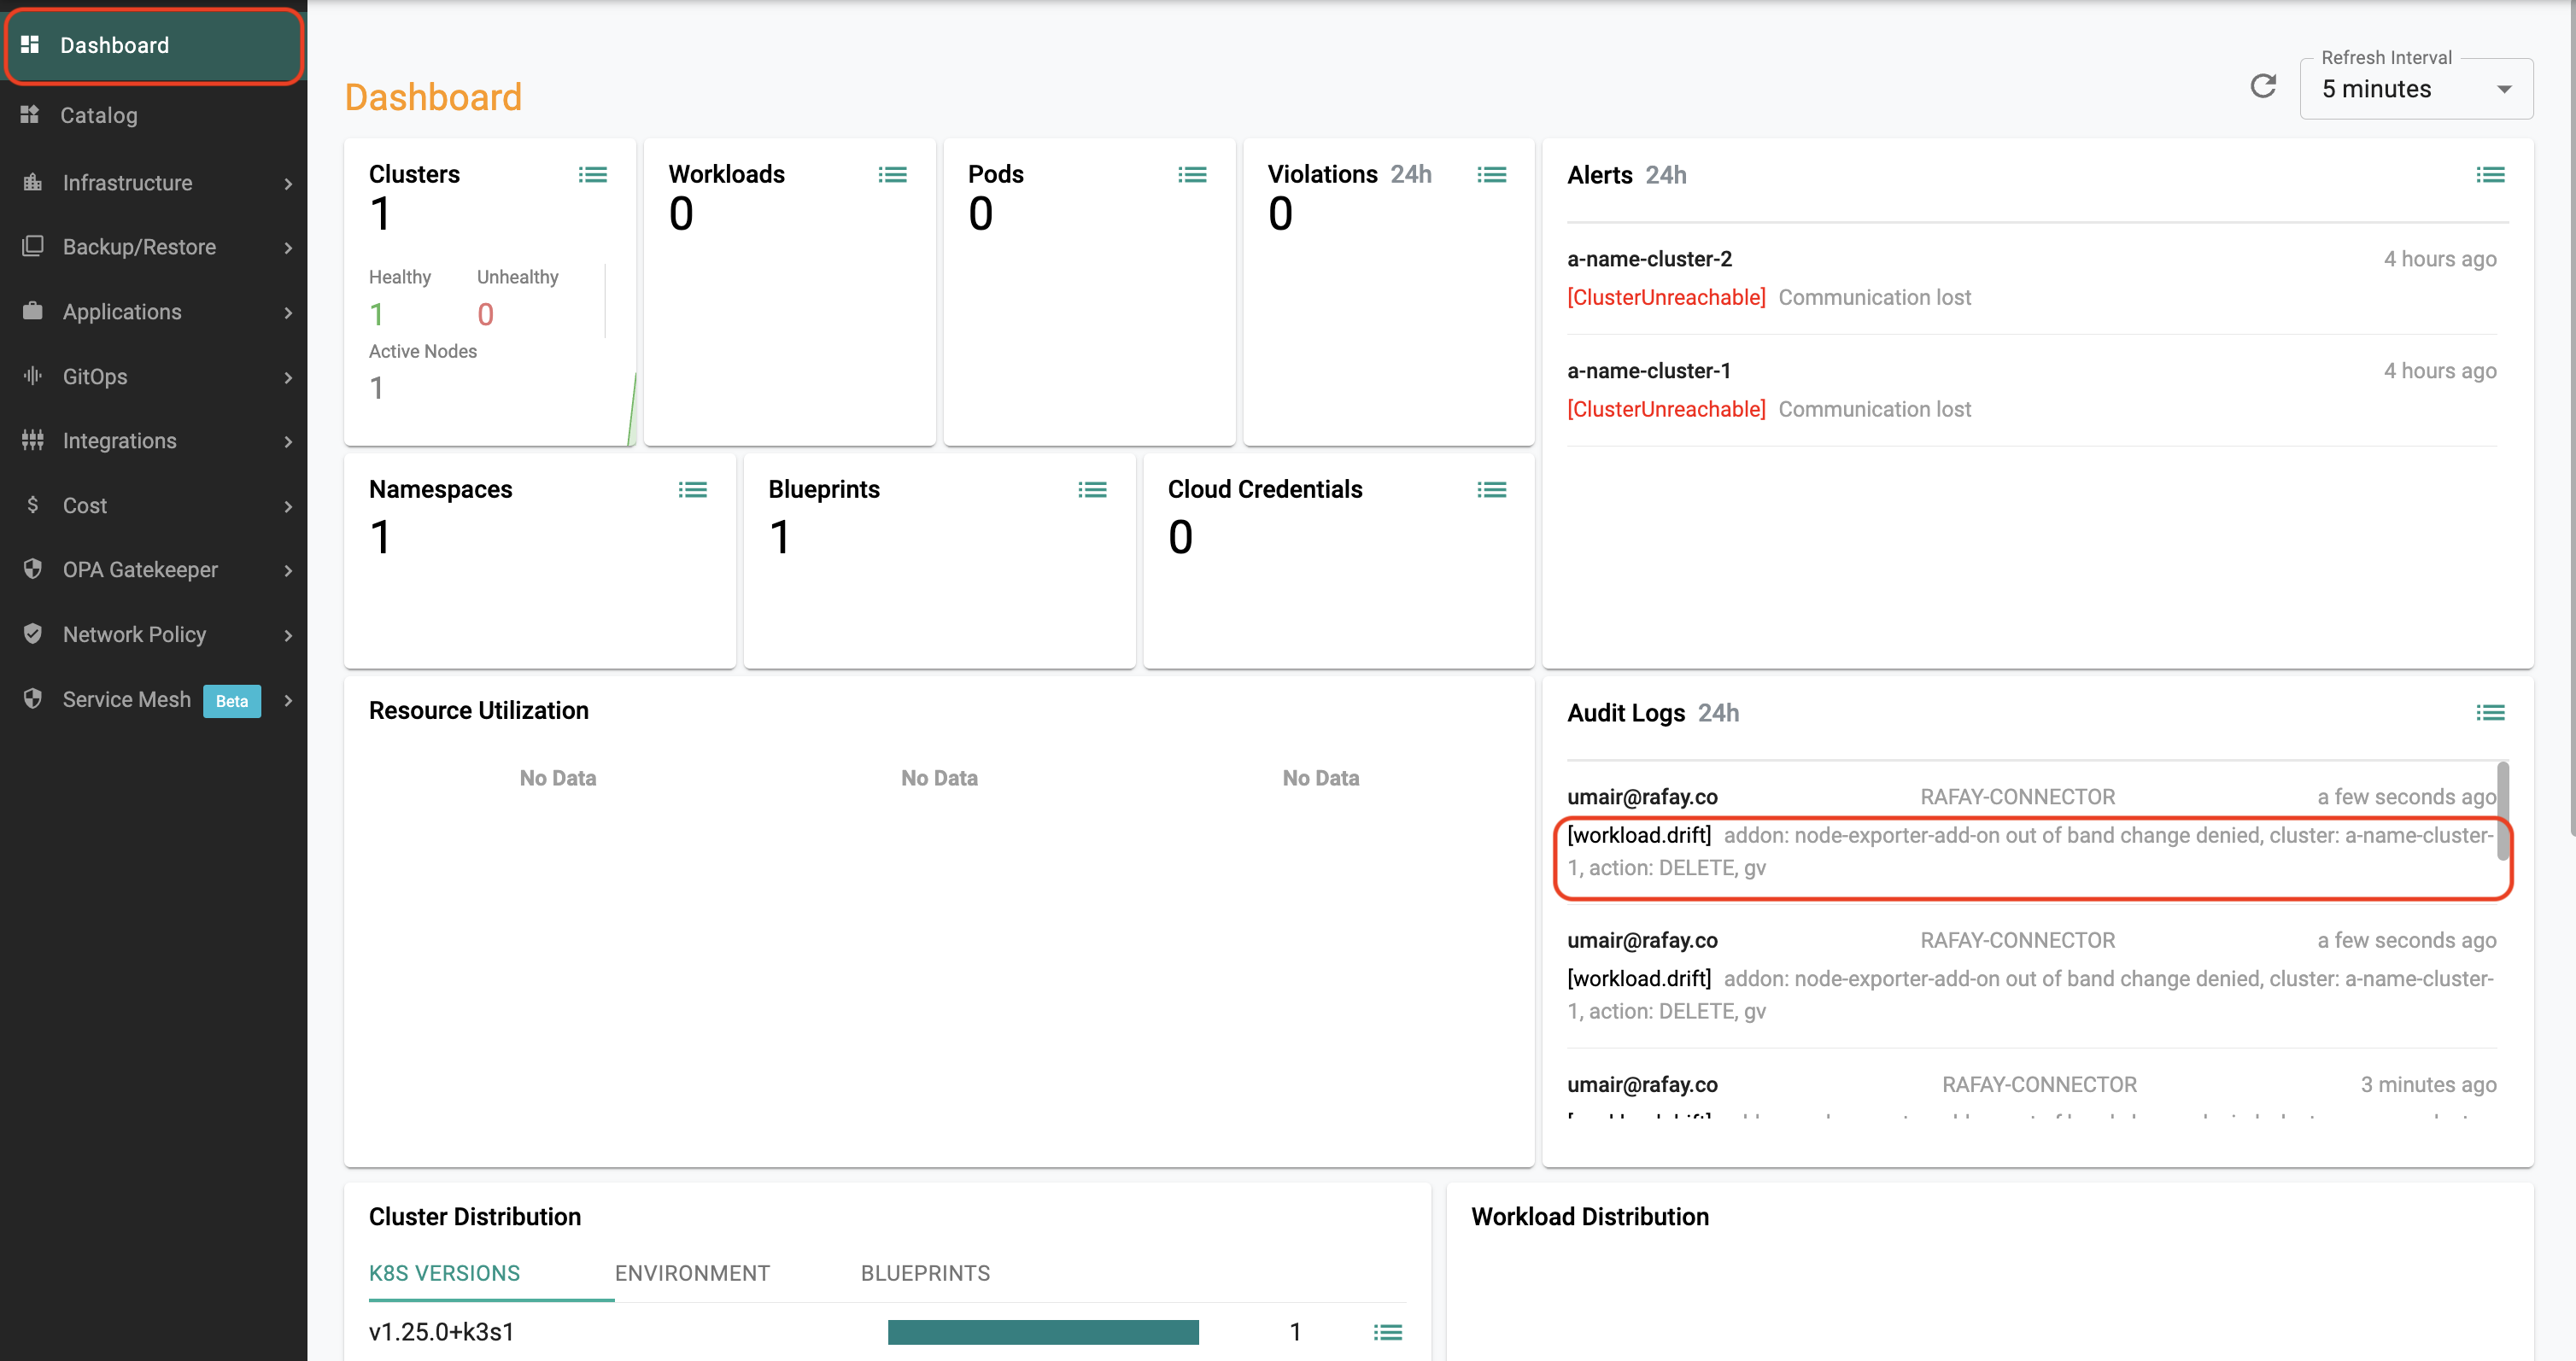 Dashboard
Catalog
Infrastructure
Backup/Restore
Applications
GitOps
Integrations
Cost
OPA Gatekeeper
Network Policy
Service Mesh Beta
Dashboard
Refresh Interval
5 minutes
Clusters
1
Healthy Unhealthy
1 0
Active Nodes
1
Workloads
0
Pods
0
Violations 24h
0
Alerts 24h
a-name-cluster-2 4 hours ago
[ClusterUnreachable] Communication lost
a-name-cluster-1 4 hours ago
[ClusterUnreachable] Communication lost
Namespaces
1
Blueprints
1
Cloud Credentials
0
Resource Utilization
No Data No Data No Data
Audit Logs 24h
umair@rafay.co RAFAY-CONNECTOR a few seconds ago
[workload.drift] addon: node-exporter-add-on out of band change denied, cluster: a-name-cluster-
1, action: DELETE, gv
umair@rafay.co RAFAY-CONNECTOR a few seconds ago
[workload.drift] addon: node-exporter-add-on out of band change denied, cluster: a-name-cluster-
1, action: DELETE, gv
umair@rafay.co RAFAY-CONNECTOR 3 minutes ago
Cluster Distribution
K8S VERSIONS ENVIRONMENT BLUEPRINTS
v1.25.0+k3s1 1
Workload Distribution